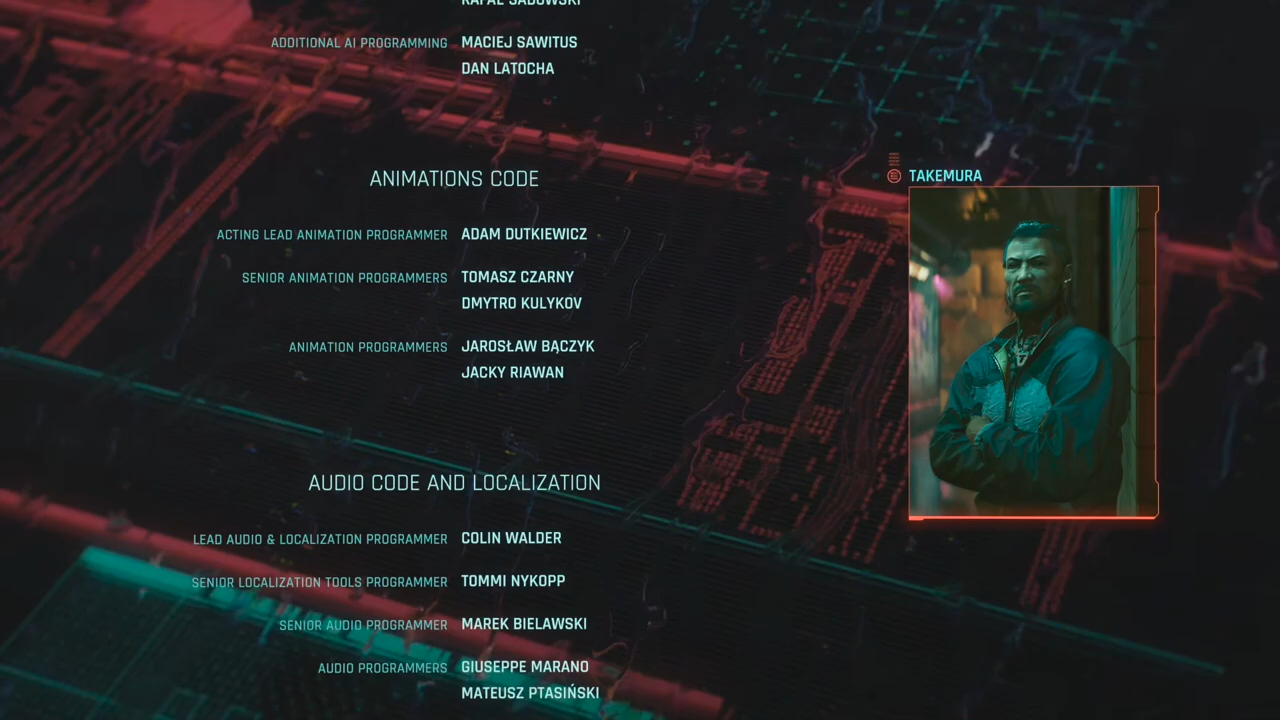 RAFAŁ SADOWSKI
ADDITIONAL AI PROGRAMMING MACIEJ SAWITUS
DAN LATOCHA
ANIMATIONS CODE
ACTING LEAD ANIMATION PROGRAMMER ADAM DUTKIEWICZ
SENIOR ANIMATION PROGRAMMERS TOMASZ CZARNY
DMYTRO KULYKOV
ANIMATION PROGRAMMERS JAROSŁAW BĄCZYK
JACKY RIAWAN
AUDIO CODE AND LOCALIZATION
LEAD AUDIO & LOCALIZATION PROGRAMMER COLIN WALDER
SENIOR LOCALIZATION TOOLS PROGRAMMER TOMMI NYKOPP
SENIOR AUDIO PROGRAMMER MAREK BIELAWSKI
AUDIO PROGRAMMERS GIUSEPPE MARANO
MATEUSZ PTASIŃSKI
TAKEMURA